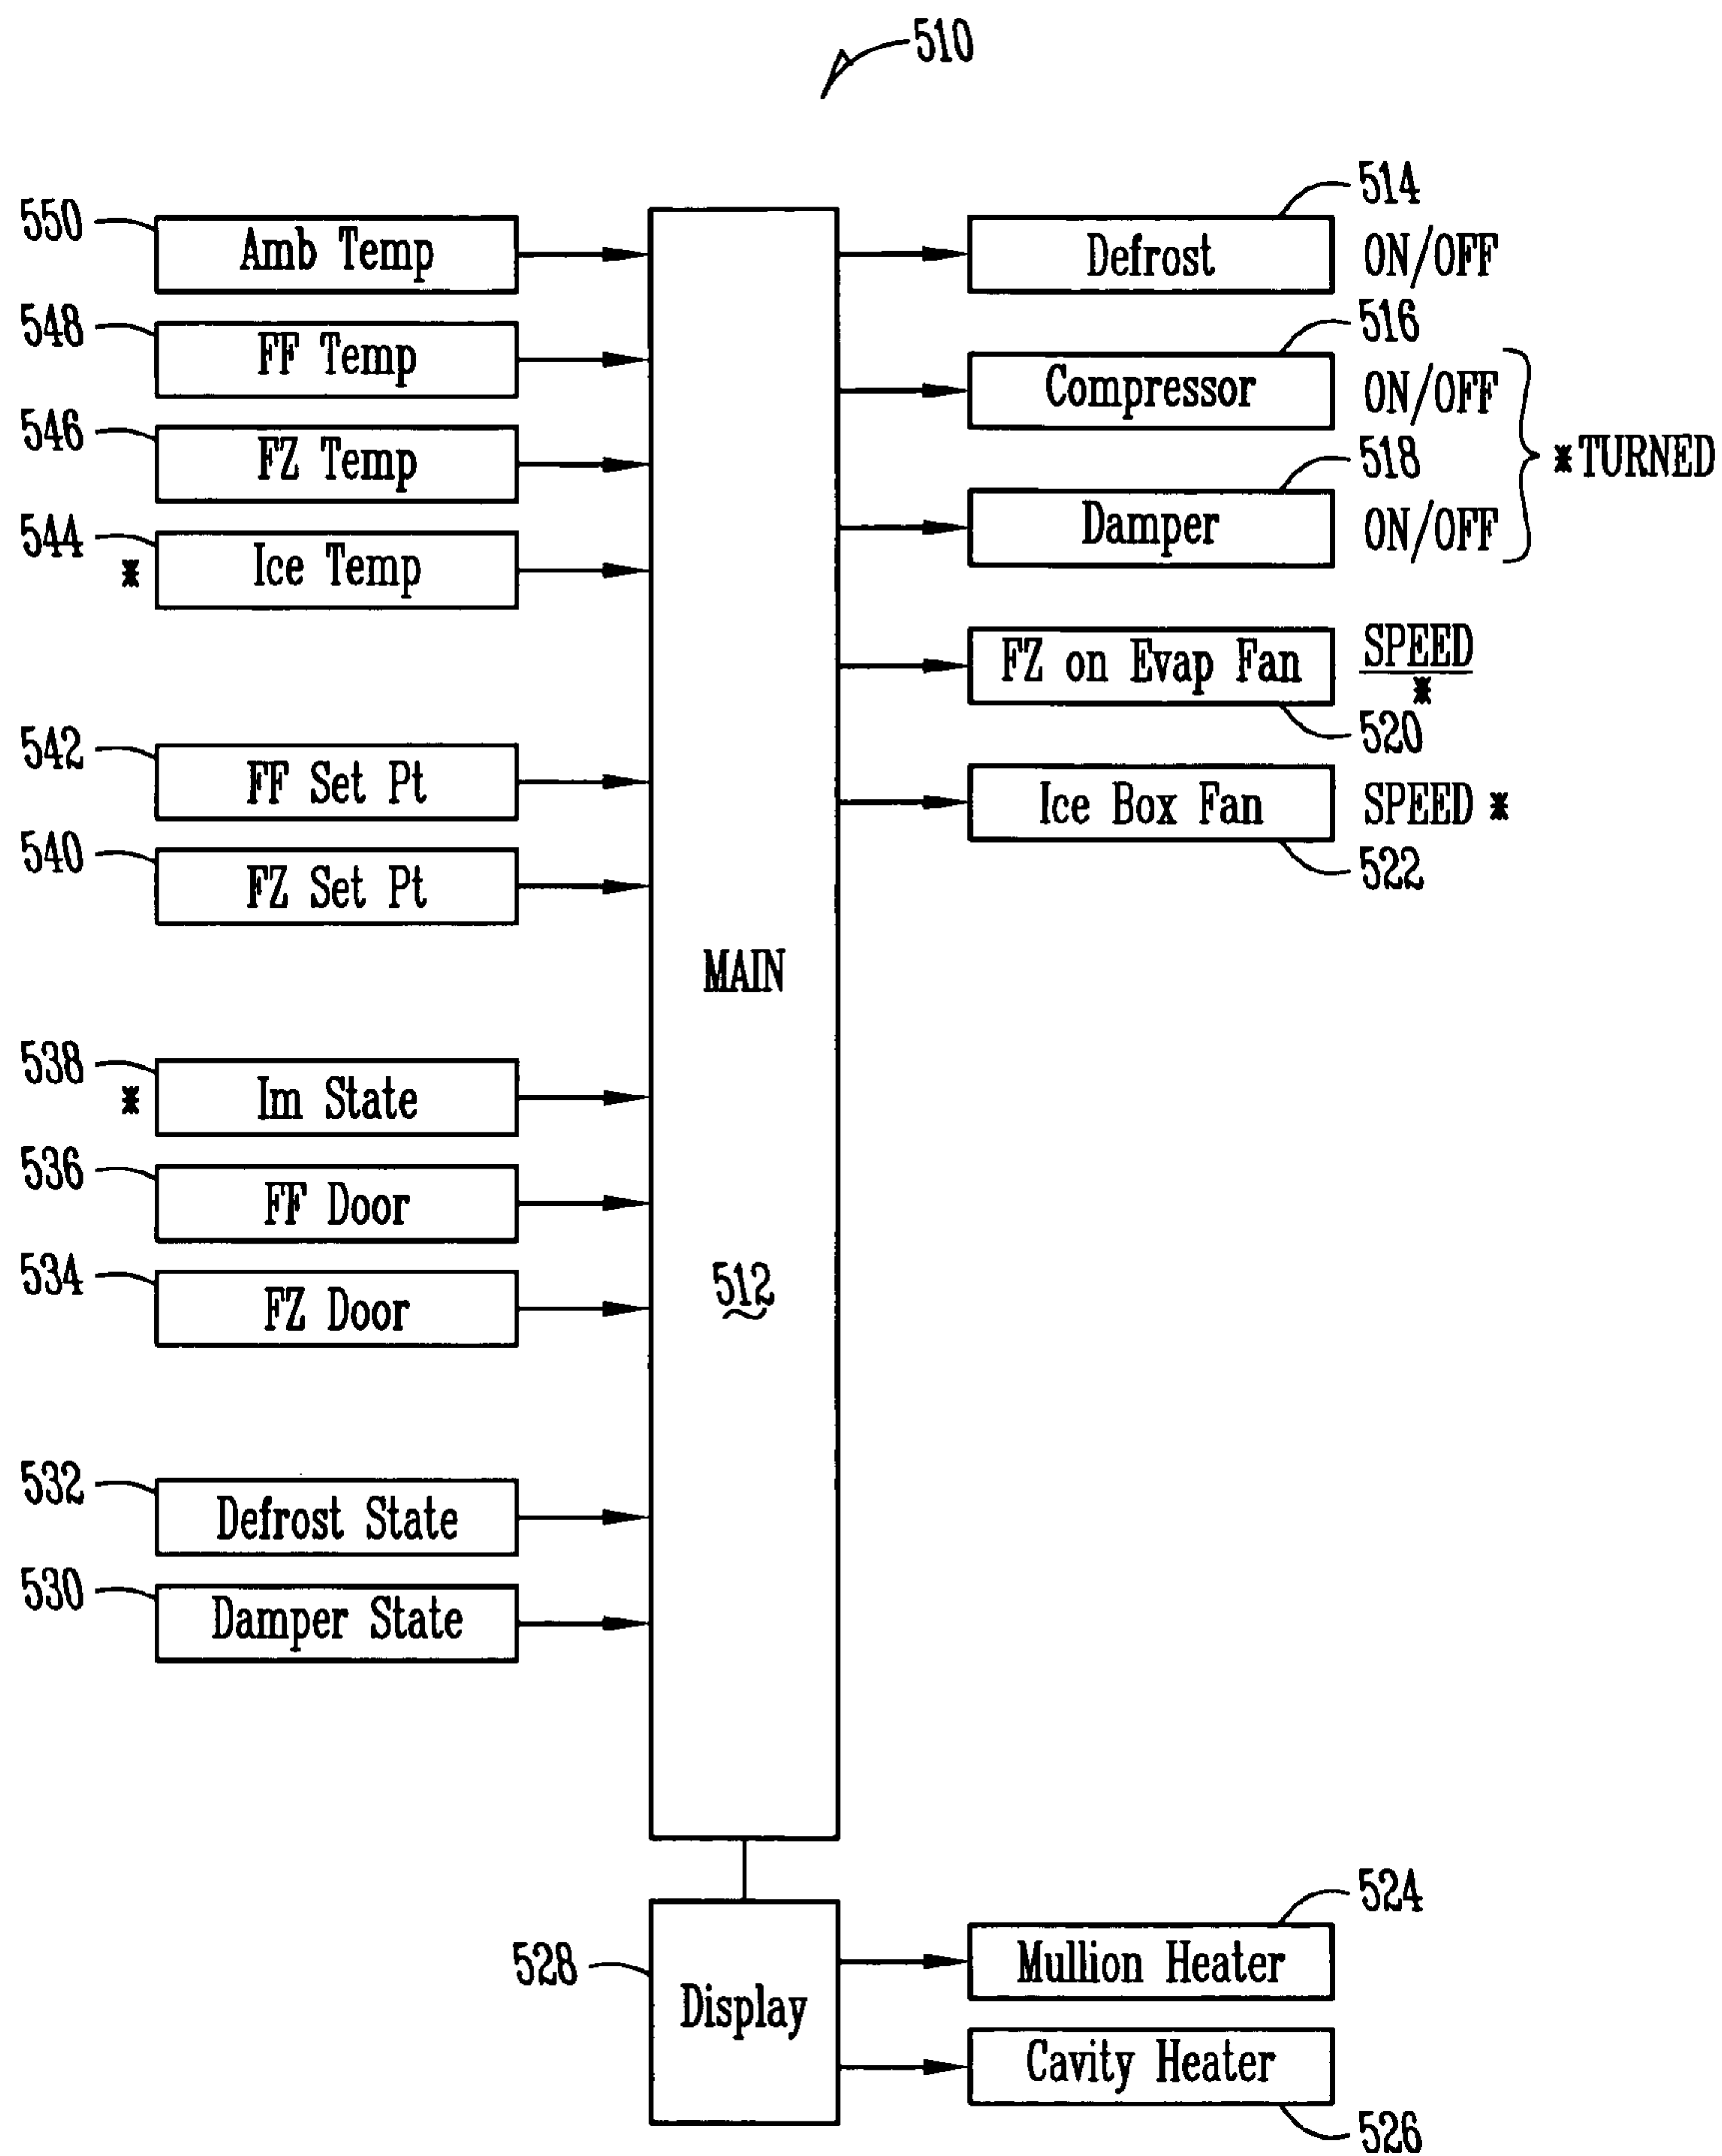 510
550
Amb Temp
548
FF Temp
546
FZ Temp
544
* Ice Temp
542
FF Set Pt
540
FZ Set Pt
538
* Im State
536
FF Door
534
FZ Door
532
Defrost State
530
Damper State
MAIN
512
514
Defrost ON/OFF
516
Compressor ON/OFF
518
Damper ON/OFF
* TURNED
FZ on Evap Fan SPEED
*
520
Ice Box Fan SPEED *
522
528
Display
524
Mullion Heater
Cavity Heater
526